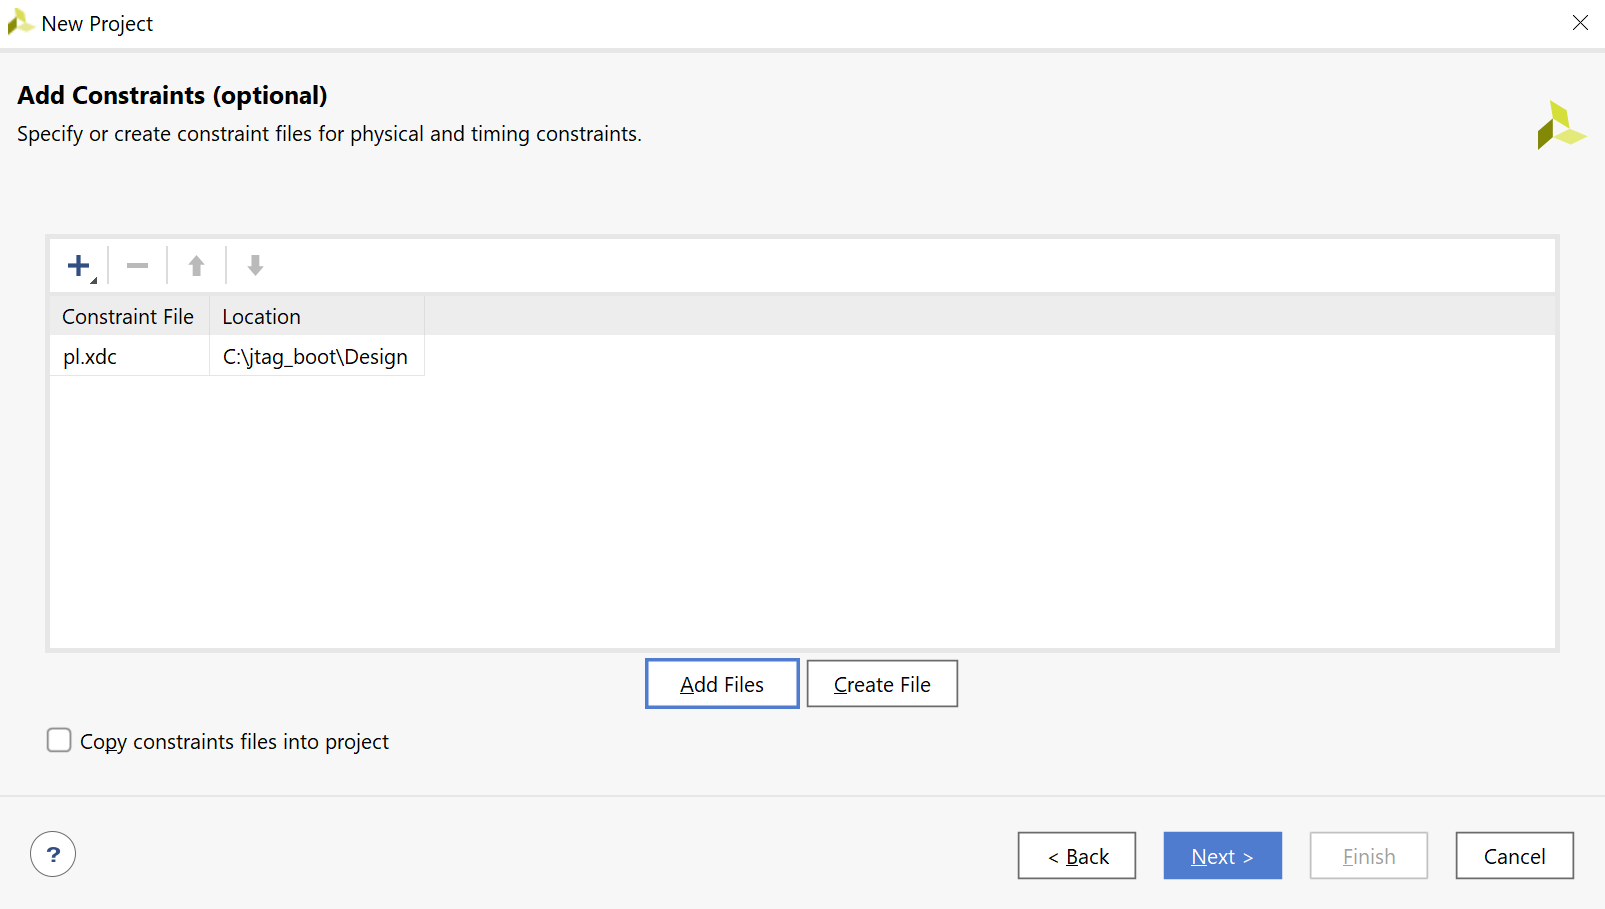 New Project
Add Constraints (optional)
Specify or create constraint files for physical and timing constraints.
Constraint File Location
pl.xdc C:\jtag_boot\Design
Add Files Create File
Copy constraints files into project
? < Back Next > Finish Cancel